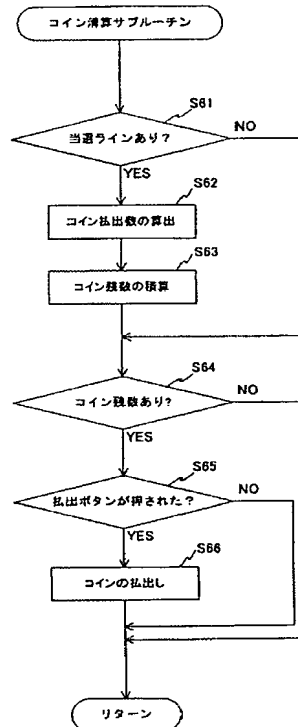 コイン清算サブルーチン
S61
当選ラインあり?
NO
YES
S62
コイン払出数の算出
S63
コイン残数の積算
S64
コイン残数あり?
NO
YES
S65
払出ボタンが押された?
NO
YES
S66
コインの払出し
リターン